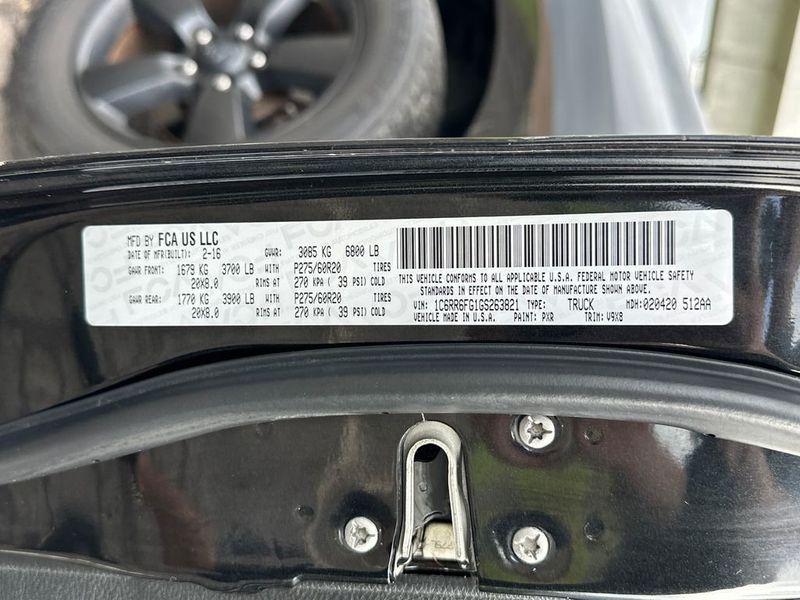 MFD BY FCA US LLC
DATE OF MFR(BUILT): 2-16 GVWR: 3085 KG 6800 LB
GAWR FRONT: 1679 KG 3700 LB WITH P275/60R20 TIRES
20X8.0 RIMS AT 270 KPA ( 39 PSI) COLD
GAWR REAR: 1770 KG 3900 LB WITH P275/60R20 TIRES
20X8.0 RIMS AT 270 KPA ( 39 PSI) COLD
THIS VEHICLE CONFORMS TO ALL APPLICABLE U.S.A. FEDERAL MOTOR VEHICLE SAFETY
STANDARDS IN EFFECT ON THE DATE OF MANUFACTURE SHOWN ABOVE.
VIN: 1C6RR6FG1GS263821 TYPE: TRUCK MDH: 020420 512AA
VEHICLE MADE IN U.S.A. PAINT: PXR TRIM: V9X8